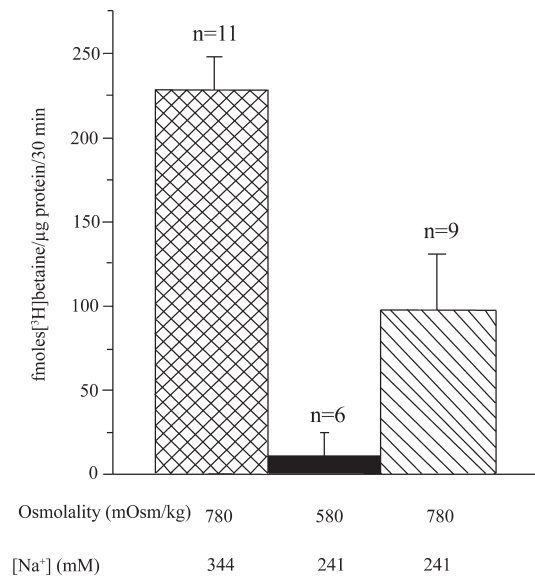 n=11
250
200
n=9
150
100
50
n=6
0
fmoles[³H]betaine/µg protein/30 min
Osmolality (mOsm/kg) 780 580 780
[Na⁺] (mM) 344 241 241